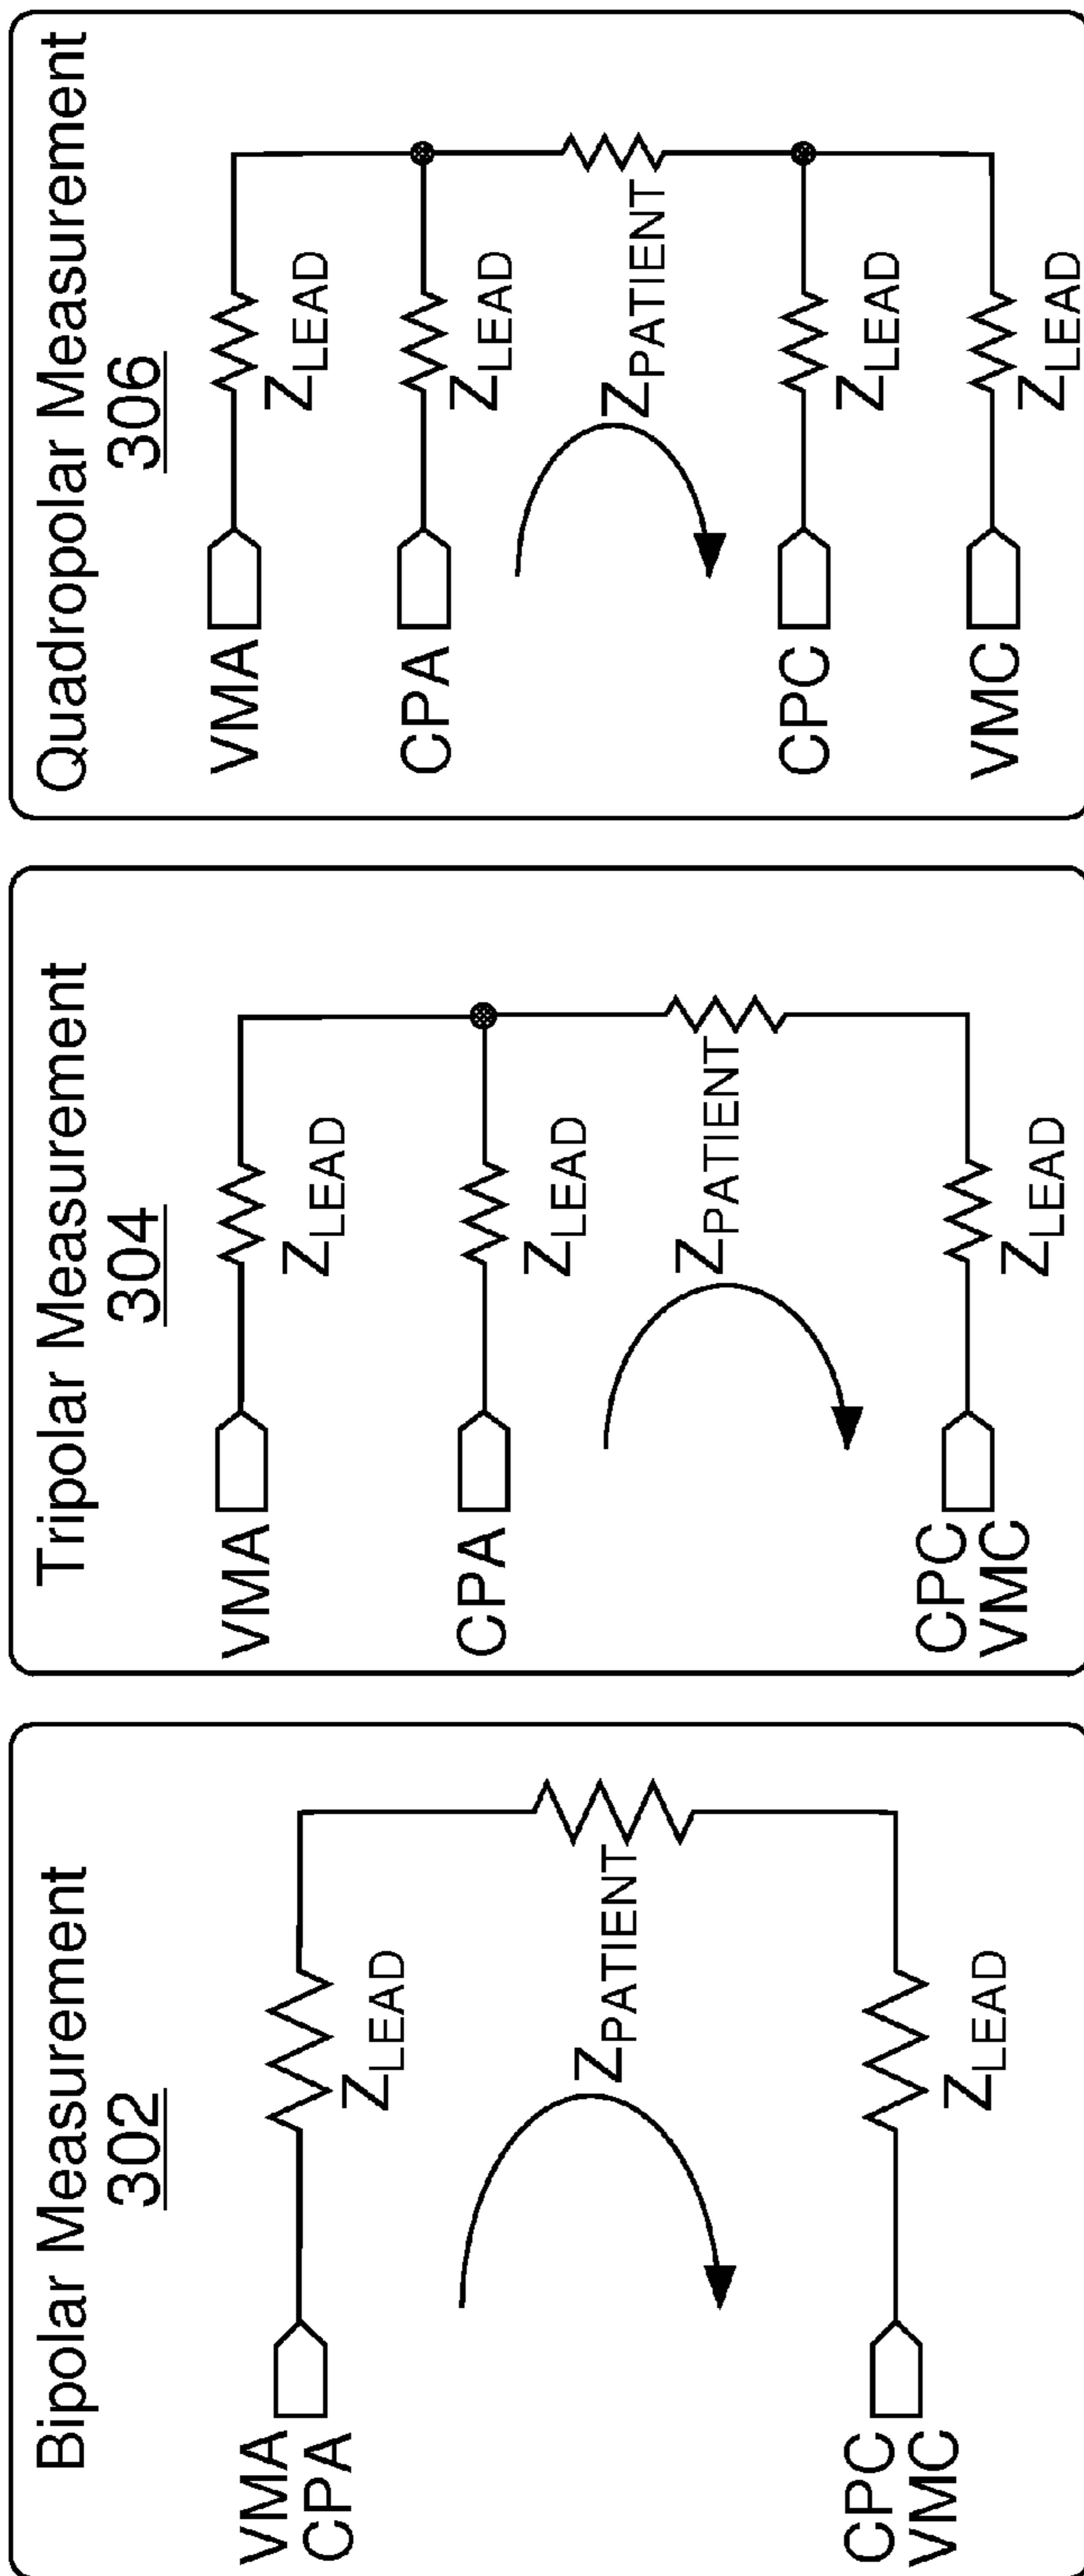 Bipolar Measurement
302
VMA
CPA
Z_LEAD
Z_PATIENT
CPC
VMC
Z_LEAD
Tripolar Measurement
304
VMA
Z_LEAD
CPA
Z_LEAD
Z_PATIENT
CPC
VMC
Z_LEAD
Quadropolar Measurement
306
VMA
Z_LEAD
CPA
Z_LEAD
Z_PATIENT
CPC
Z_LEAD
VMC
Z_LEAD